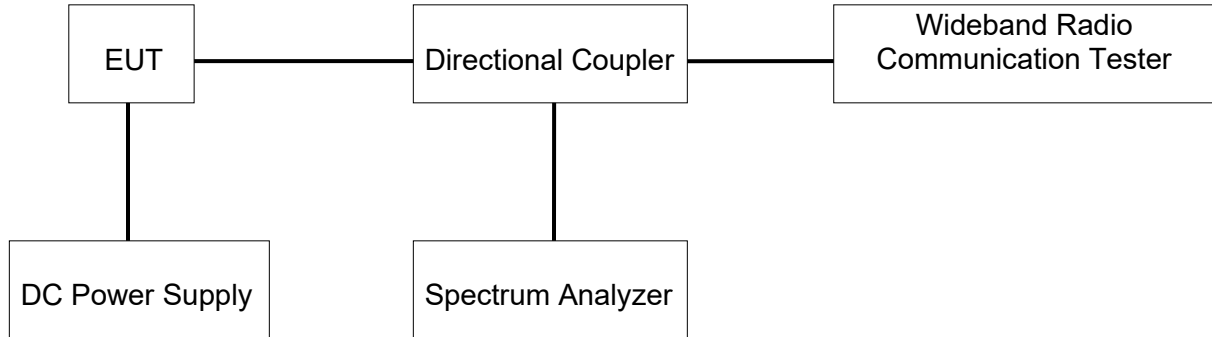 EUT
Directional Coupler
Wideband Radio
Communication Tester
DC Power Supply
Spectrum Analyzer